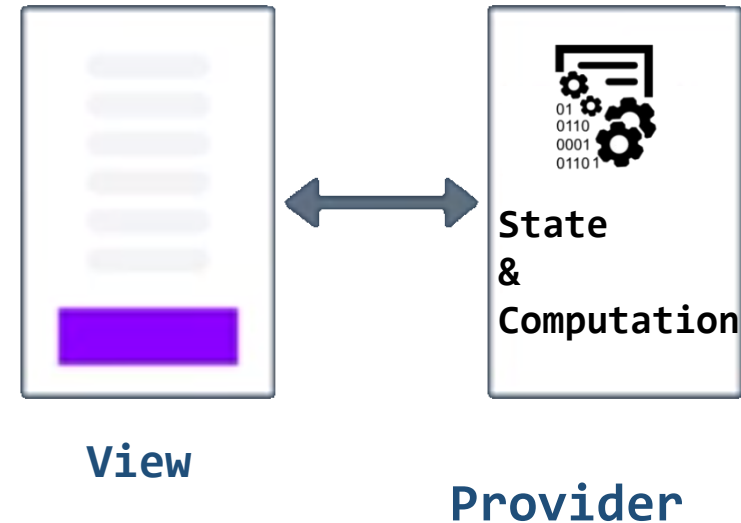 01
0110
0001
01101
State
&
Computation
View
Provider